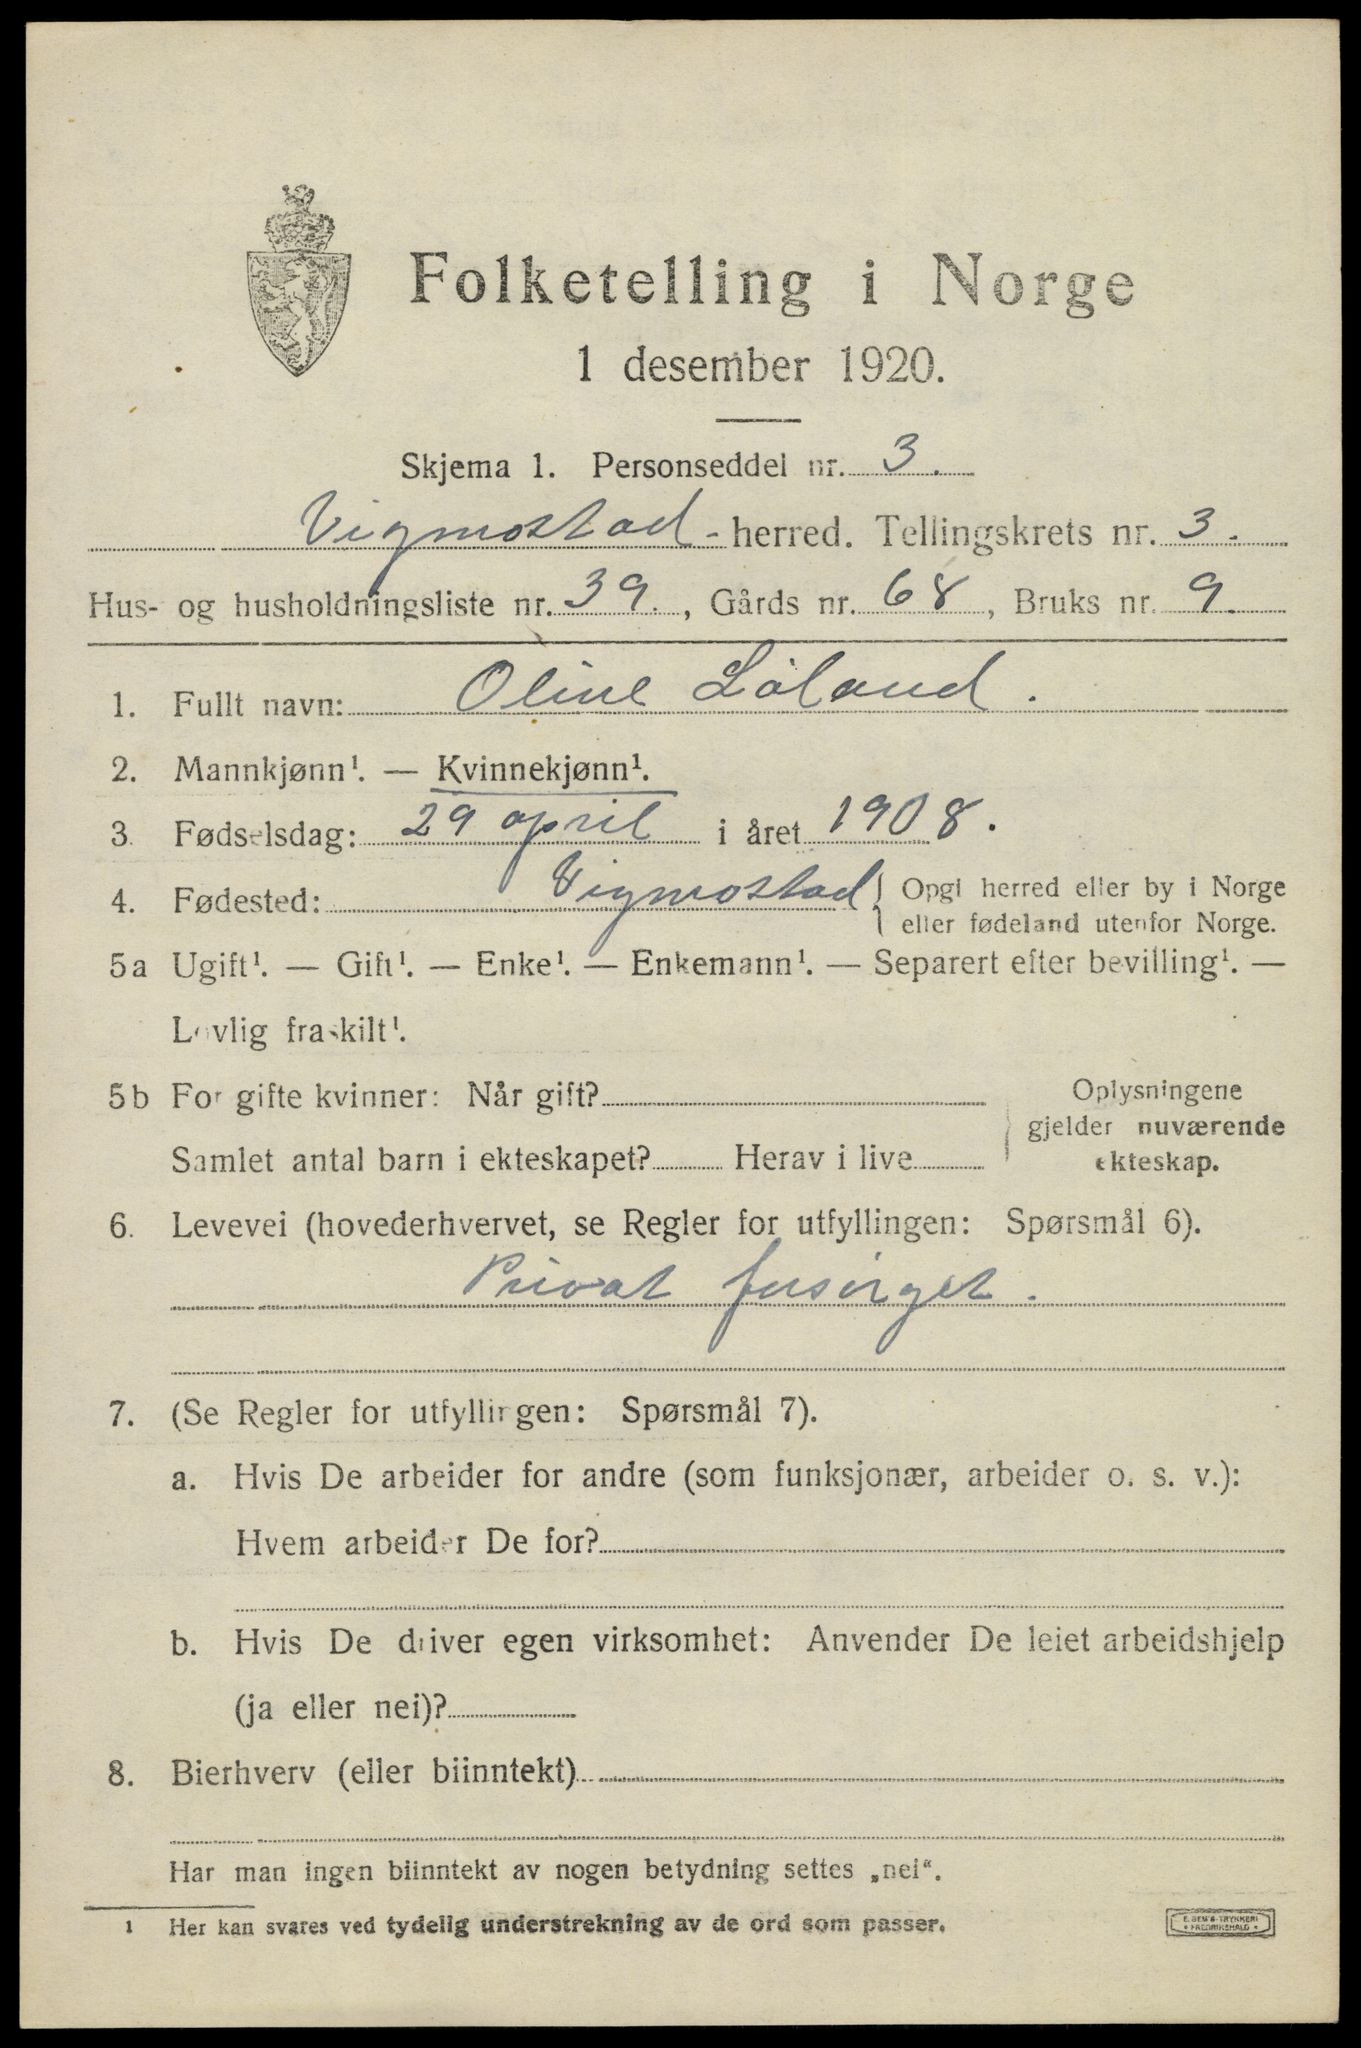 Folketelling i Norge
1 desember 1920.
Skjema 1. Personseddel nr. 3.
Vigmostad - herred. Tellingskrets nr. 3.
Hus- og husholdningsliste nr. 39., Gårds nr. 68, Bruks nr. 9.
1. Fullt navn: Oline Løland.
2. Mannkjønn¹. — Kvinnekjønn¹.
3. Fødselsdag: 29 april i året 1908.
4. Fødested: Vigmostad { Opgi herred eller by i Norge
eller fødeland utenfor Norge.
5a Ugift¹. — Gift¹. — Enke¹. — Enkemann¹. — Separert efter bevilling¹. —
Lovlig fraskilt¹.
5b For gifte kvinner: Når gift?
Samlet antal barn i ekteskapet? Herav i live
Oplysningene
gjelder nuværende
ekteskap.
6. Levevei (hovederhvervet, se Regler for utfyllingen: Spørsmål 6).
Privat forsørget.
7. (Se Regler for utfyllingen: Spørsmål 7).
a. Hvis De arbeider for andre (som funksjonær, arbeider o. s. v.):
Hvem arbeider De for?
b. Hvis De driver egen virksomhet: Anvender De leiet arbeidshjelp
(ja eller nei)?
8. Bierhverv (eller biinntekt)
Har man ingen biinntekt av nogen betydning settes „nei“.
1 Her kan svares ved tydelig understrekning av de ord som passer.
E. SEM'S TRYKKERI
• FREDRIKSHALD •